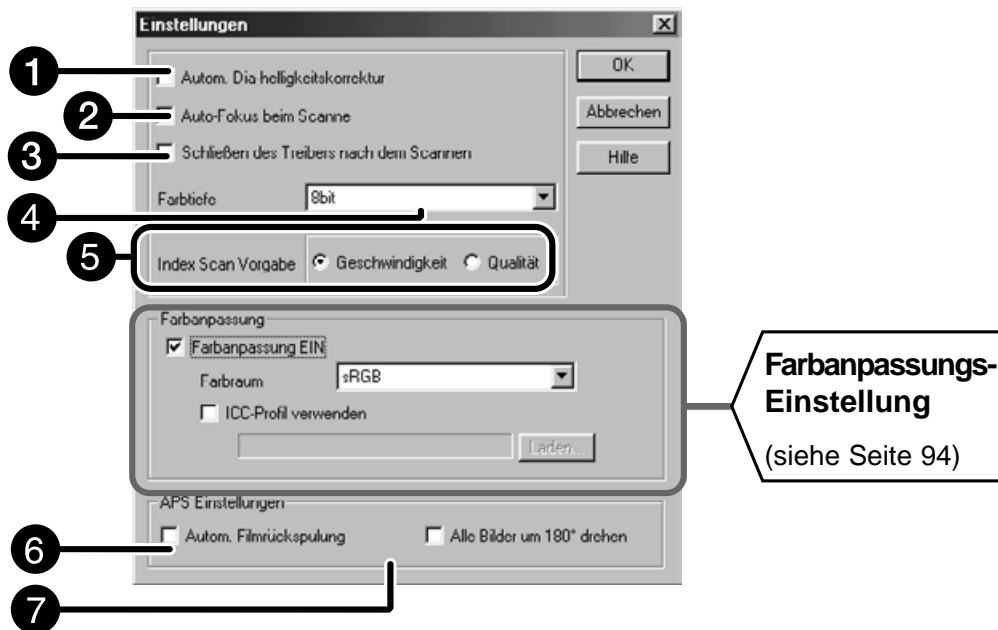 Einstellungen
1 Autom. Dia helligkeitskorrektur
OK
2 Auto-Fokus beim Scanne
Abbrechen
3 Schließen des Treibers nach dem Scannen
Hilfe
4 Farbtiefe 8bit
5 Index Scan Vorgabe Geschwindigkeit Qualität
Farbanpassung
Farbanpassung EIN
Farbraum sRGB
ICC-Profil verwenden
Laden...
Farbanpassungs-
Einstellung
(siehe Seite 94)
APS Einstellungen
6 Autom. Filmrückspulung Alle Bilder um 180° drehen
7